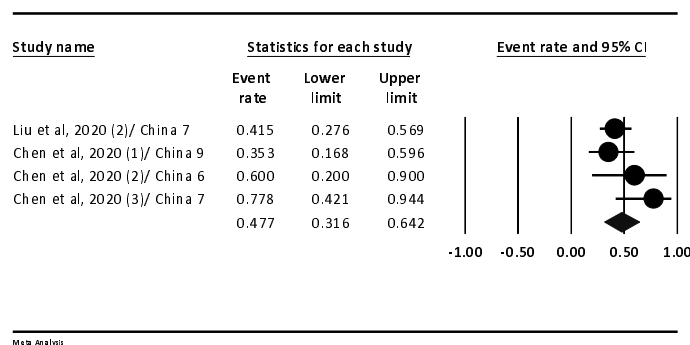 Study name Statistics for each study Event rate and 95% CI
Event Lower Upper
rate limit limit
Liu et al, 2020 (2)/ China 7 0.415 0.276 0.569
Chen et al, 2020 (1)/ China 9 0.353 0.168 0.596
Chen et al, 2020 (2)/ China 6 0.600 0.200 0.900
Chen et al, 2020 (3)/ China 7 0.778 0.421 0.944
0.477 0.316 0.642
-1.00 -0.50 0.00 0.50 1.00
Meta Analysis